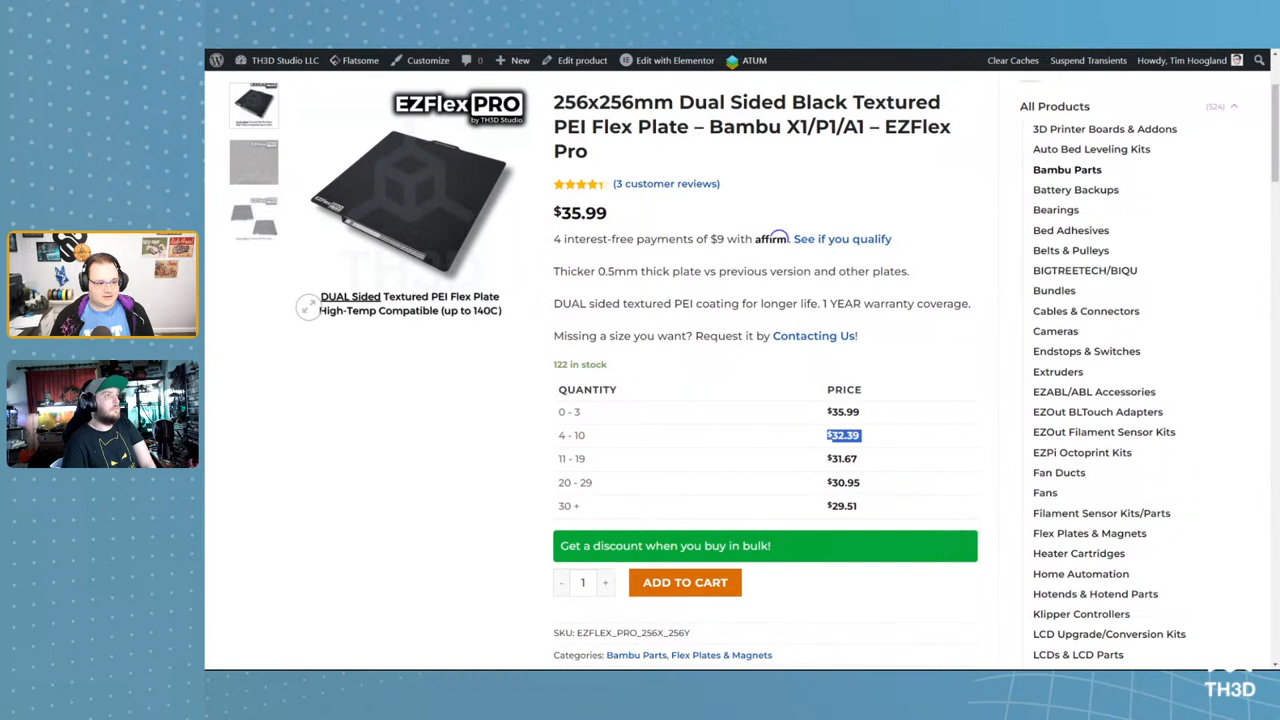 TH3D Studio LLC Flatsome Customize 0 New Edit product Edit with Elementor ATUM Clear Caches Suspend Transients Howdy, Tim Hoogland
EZFlex PRO
by TH3D Studio
DUAL Sided Textured PEI Flex Plate
High-Temp Compatible (up to 140C)
256x256mm Dual Sided Black Textured
PEI Flex Plate – Bambu X1/P1/A1 – EZFlex
Pro
(3 customer reviews)
$35.99
4 interest-free payments of $9 with affirm. See if you qualify
Thicker 0.5mm thick plate vs previous version and other plates.
DUAL sided textured PEI coating for longer life. 1 YEAR warranty coverage.
Missing a size you want? Request it by Contacting Us!
122 in stock
QUANTITY PRICE
0 - 3 $35.99
4 - 10 $32.39
11 - 19 $31.67
20 - 29 $30.95
30 + $29.51
Get a discount when you buy in bulk!
- 1 + ADD TO CART
SKU: EZFLEX_PRO_256X_256Y
Categories: Bambu Parts, Flex Plates & Magnets
All Products (524)
3D Printer Boards & Addons
Auto Bed Leveling Kits
Bambu Parts
Battery Backups
Bearings
Bed Adhesives
Belts & Pulleys
BIGTREETECH/BIQU
Bundles
Cables & Connectors
Cameras
Endstops & Switches
Extruders
EZABL/ABL Accessories
EZOut BLTouch Adapters
EZOut Filament Sensor Kits
EZPi Octoprint Kits
Fan Ducts
Fans
Filament Sensor Kits/Parts
Flex Plates & Magnets
Heater Cartridges
Home Automation
Hotends & Hotend Parts
Klipper Controllers
LCD Upgrade/Conversion Kits
LCDs & LCD Parts
TH3D